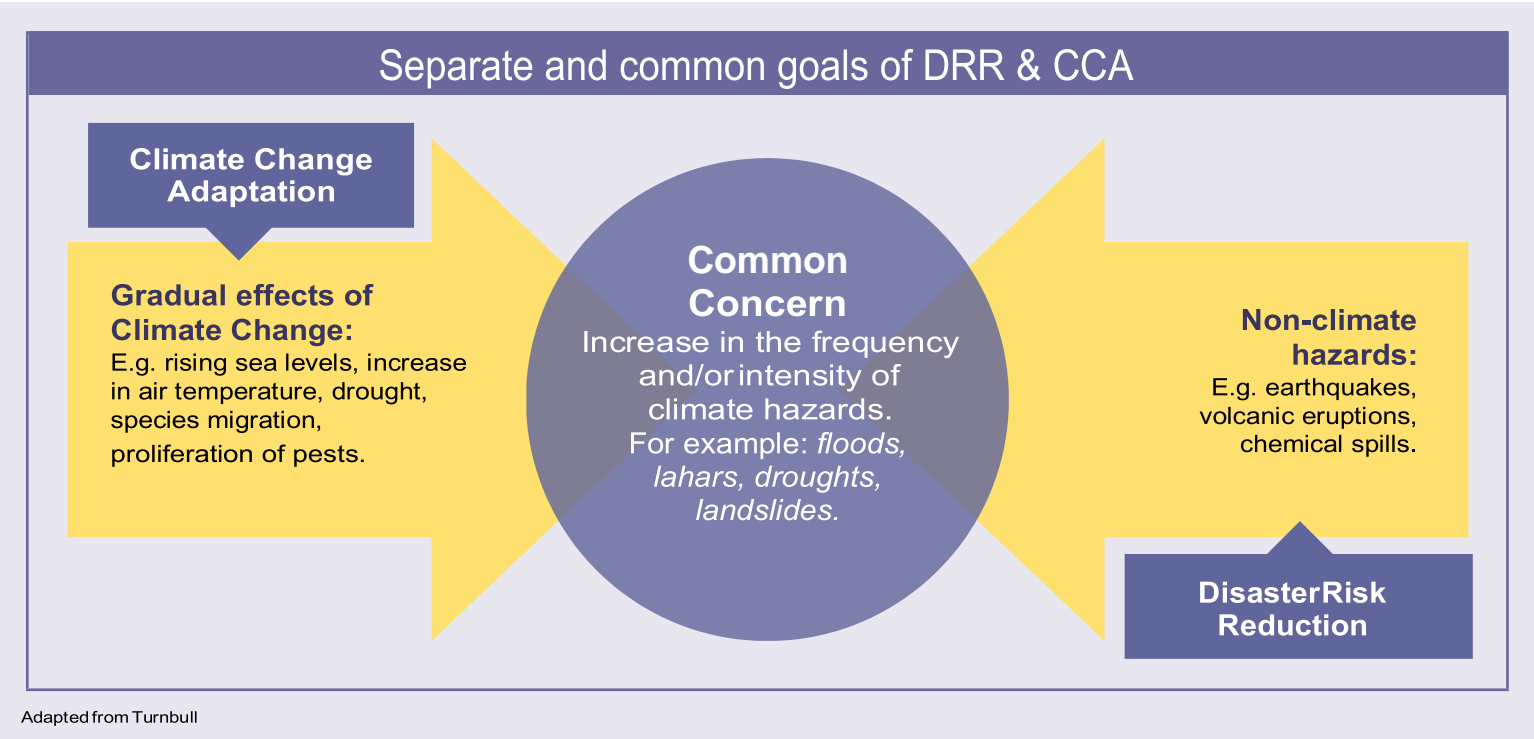 Separate and common goals of DRR & CCA
Climate Change
Adaptation
Gradual effects of
Climate Change:
E.g. rising sea levels, increase
in air temperature, drought,
species migration,
proliferation of pests.
Common
Concern
Increase in the frequency
and/or intensity of
climate hazards.
For example: floods,
lahars, droughts,
landslides.
Non-climate
hazards:
E.g. earthquakes,
volcanic eruptions,
chemical spills.
DisasterRisk
Reduction
Adapted from Turnbull